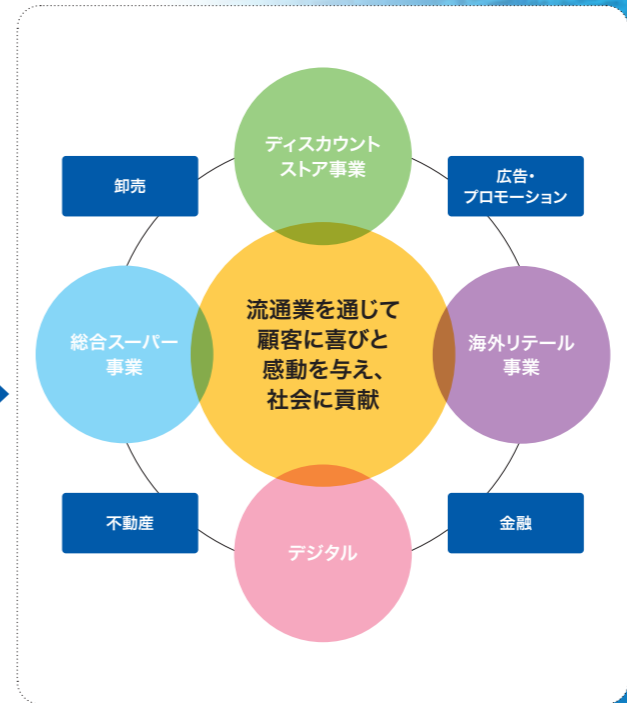 ディスカウント
ストア事業
卸売
広告・
プロモーション
総合スーパー
事業
流通業を通じて
顧客に喜びと
感動を与え、
社会に貢献
海外リテール
事業
不動産
金融
デジタル